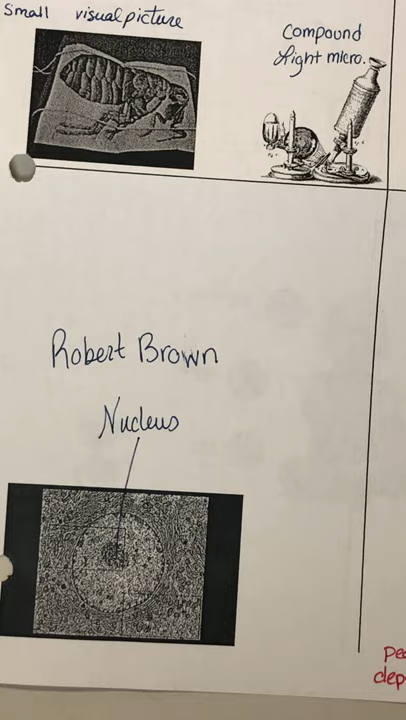 Small visual picture
Compound
Light micro.
Robert Brown
Nucleus